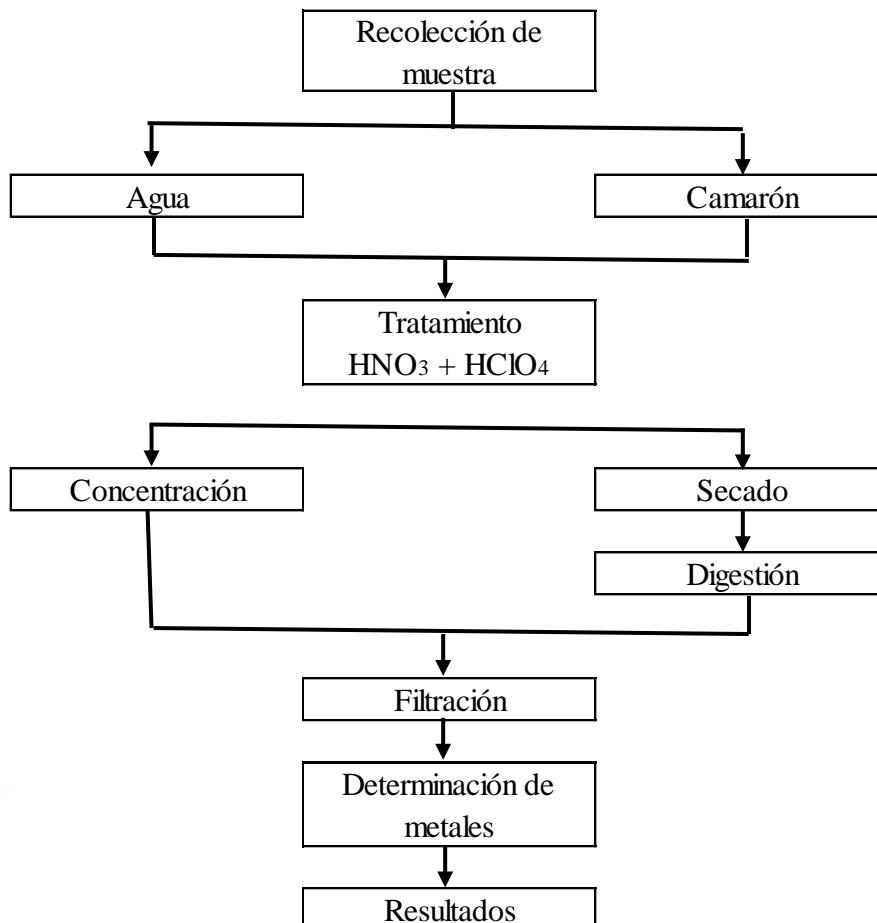 Recolección de
muestra
Agua
Camarón
Tratamiento
HNO3 + HClO4
Concentración
Secado
Digestión
Filtración
Determinación de
metales
Resultados